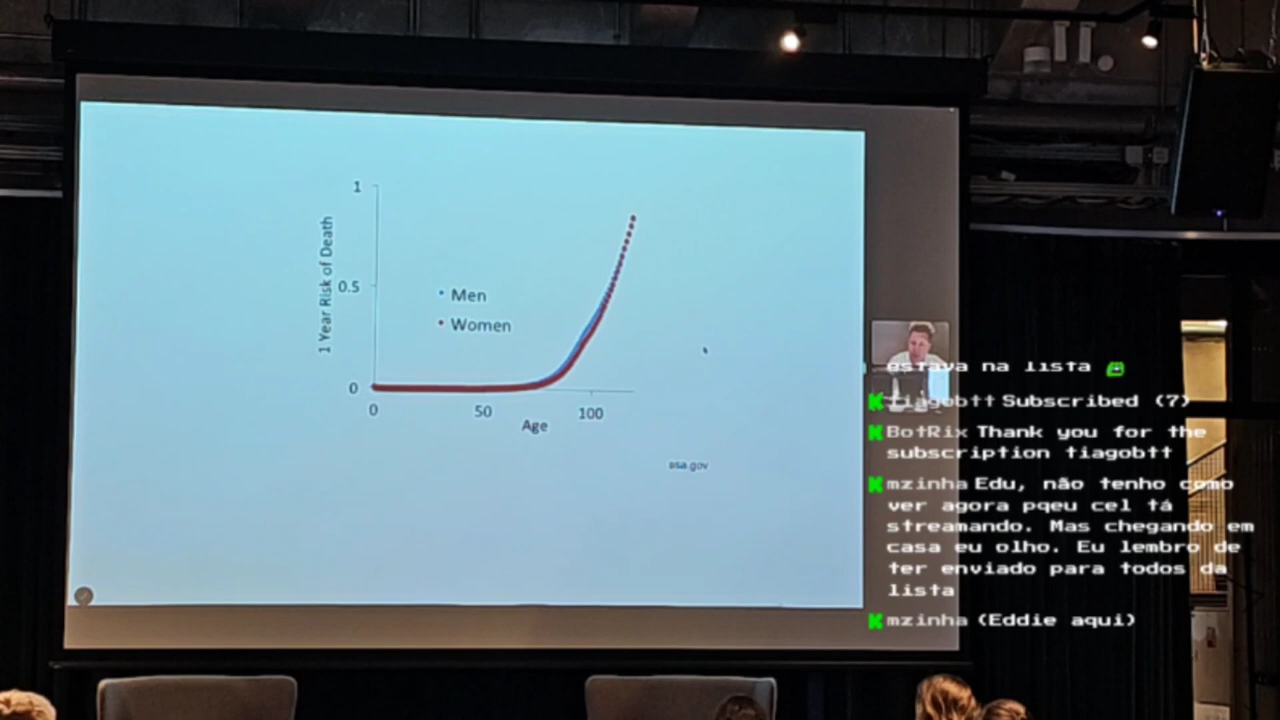 1
1 Year Risk of Death
0.5
Men
Women
0
0
50
100
Age
ssa.gov
estava na lista
tiagobtt Subscribed (7)
BotRix Thank you for the
subscription tiagobtt
mzinha Edu, não tenho como
ver agora pqeu cel tá
streamando. Mas chegando em
casa eu olho. Eu lembro de
ter enviado para todos da
lista
mzinha (Eddie aqui)